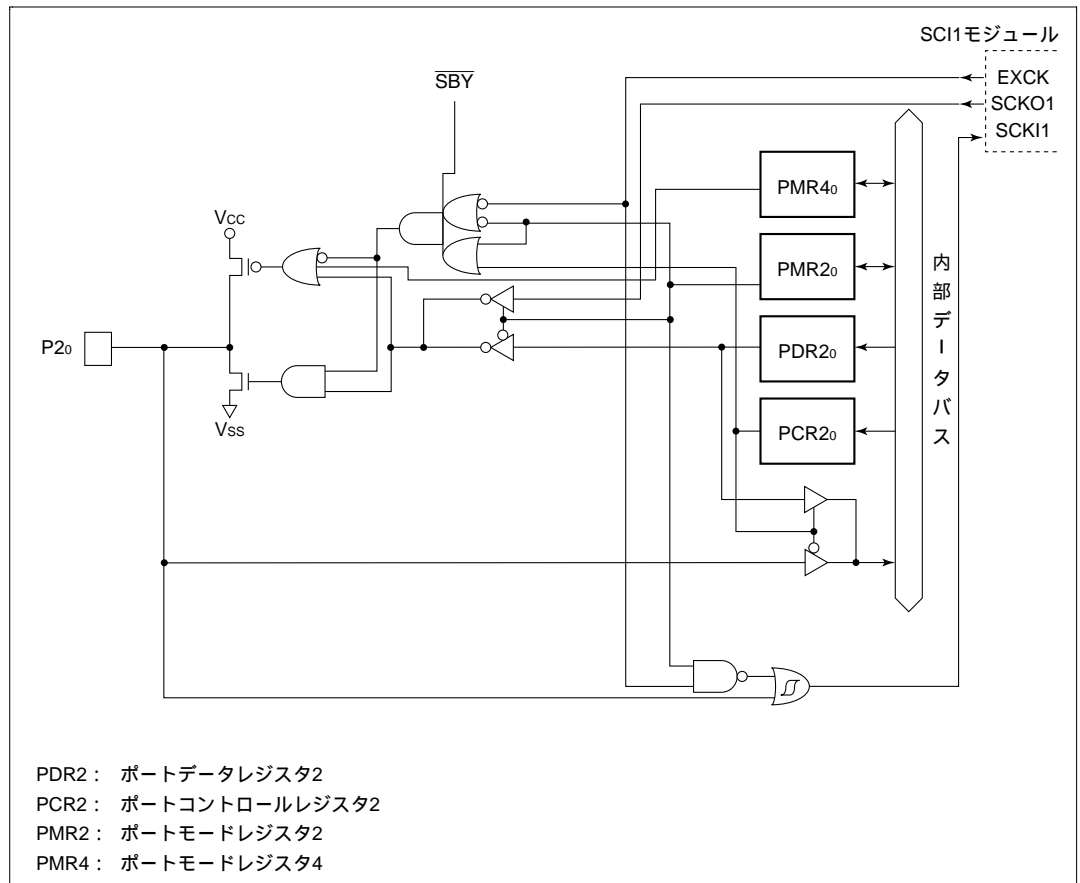 SCI1モジュール
EXCK
SCKO1
SCKI1
SBY
PMR40
VCC
PMR20
P20
PDR20
VSS
PCR20
内部データバス
PDR2： ポートデータレジスタ2
PCR2： ポートコントロールレジスタ2
PMR2： ポートモードレジスタ2
PMR4： ポートモードレジスタ4